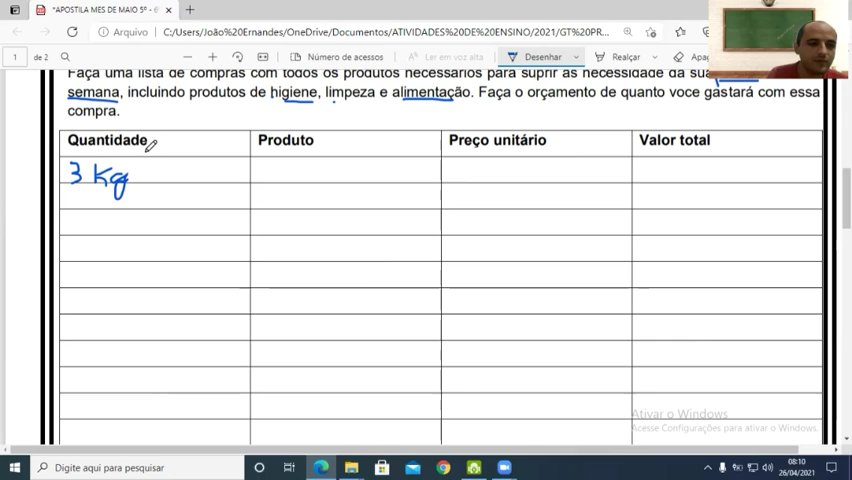 "APOSTILA MES DE MAIO 5º - 6
Arquivo C:/Users/João%20Ernandes/OneDrive/Documentos/ATIVIDADES%20DE%20ENSINO/2021/GT%20PR...
1 de 2 Número de acessos Ler em voz alta Desenhar Realçar Apag
Faça uma lista de compras com todos os produtos necessários para suprir as necessidade da sua
semana, incluindo produtos de higiene, limpeza e alimentação. Faça o orçamento de quanto voce gastará com essa
compra.
Quantidade Produto Preço unitário Valor total
3 Kg
Ativar o Windows
Acesse Configurações para ativar o Windows.
Digite aqui para pesquisar
08:10
26/04/2021